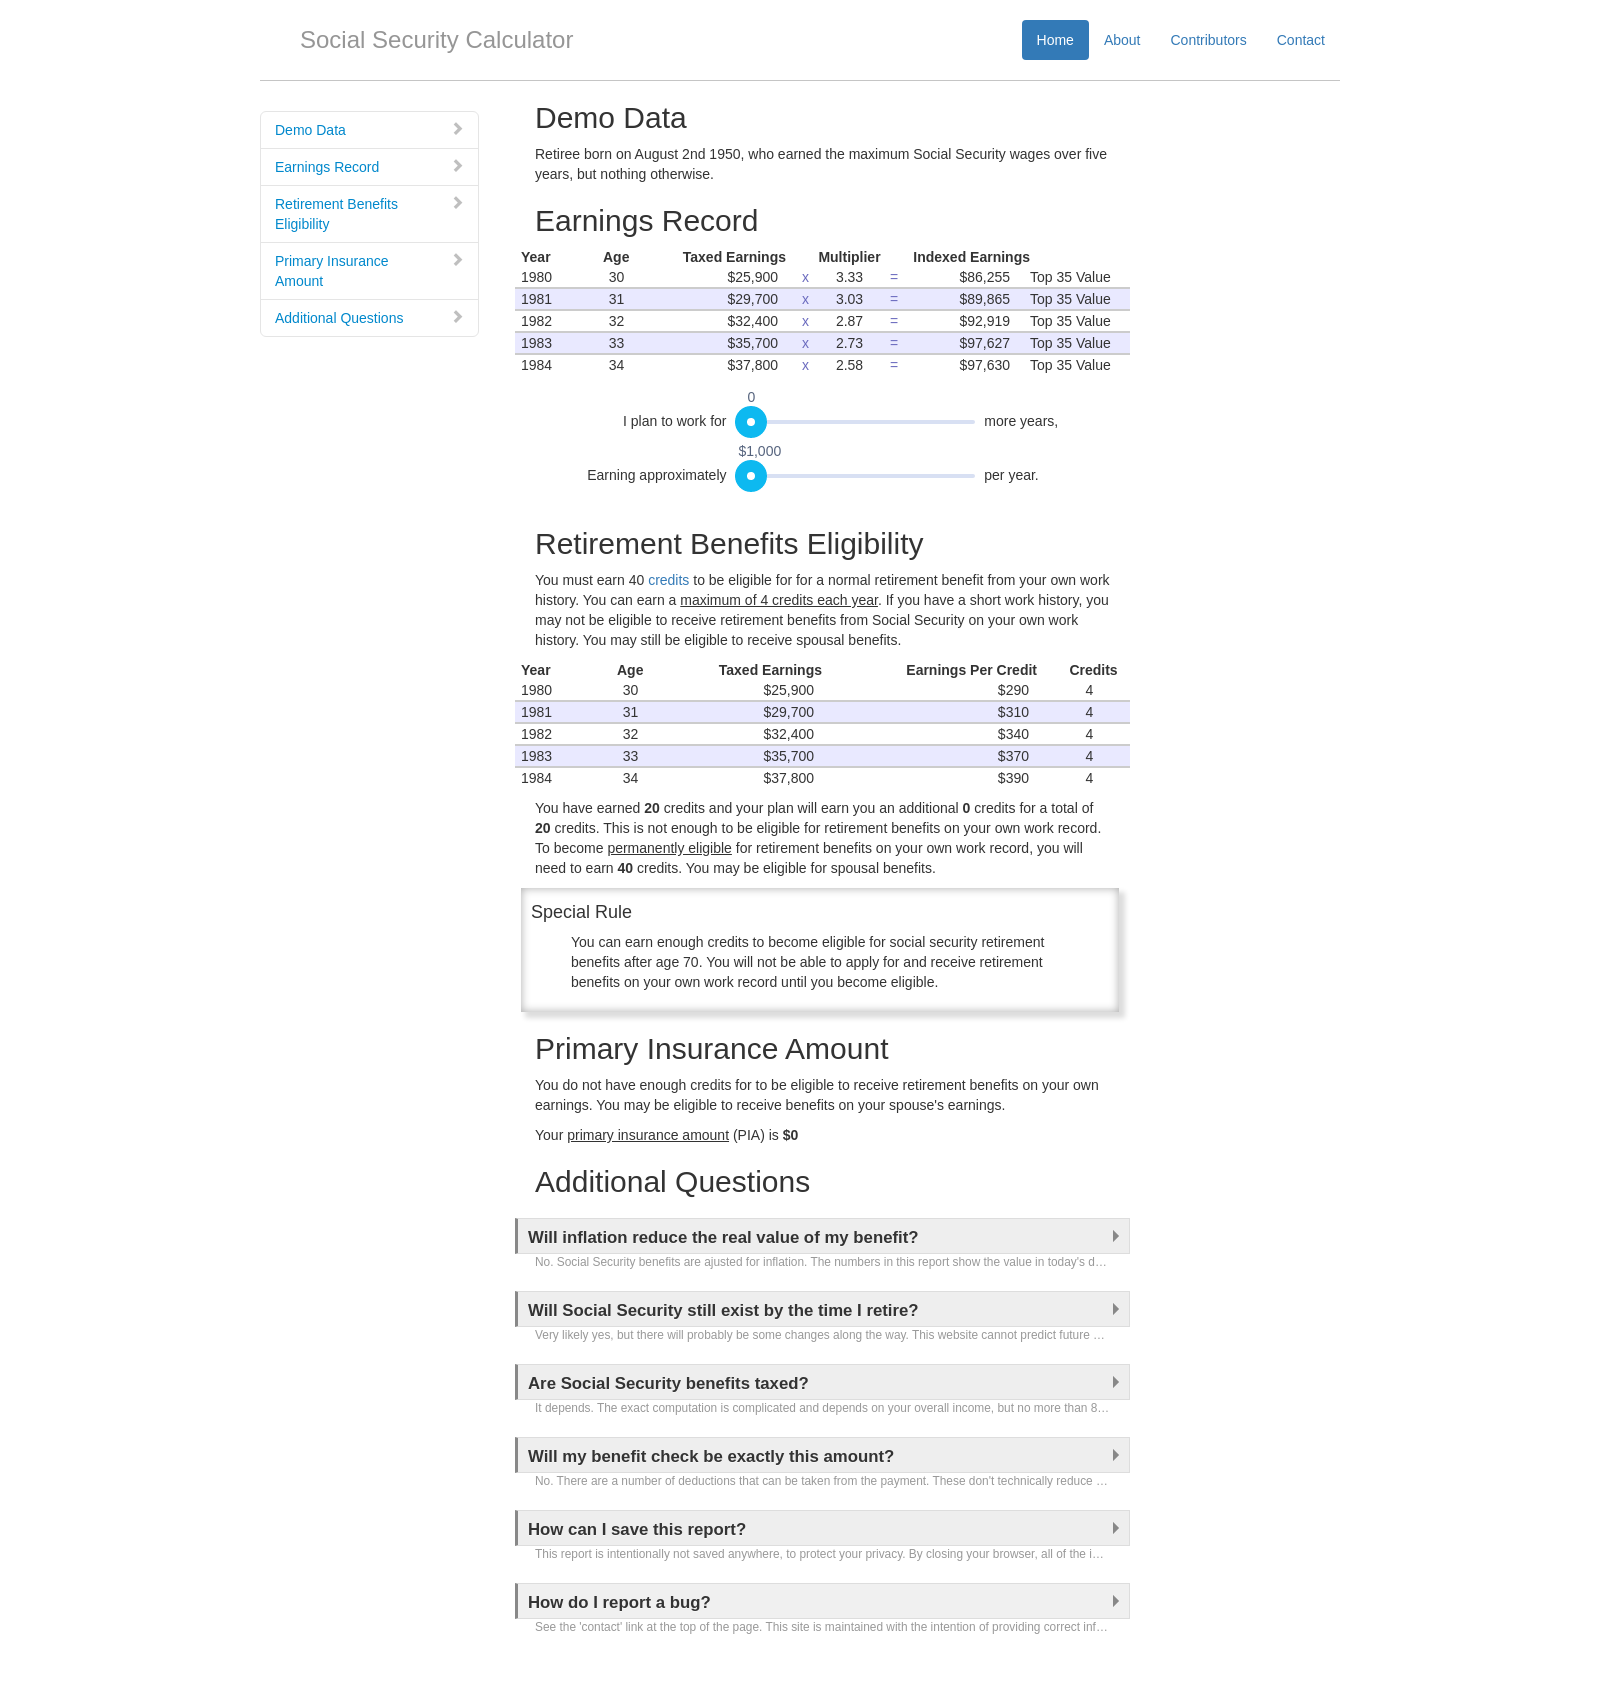 Social Security Calculator
Home About Contributors Contact
Demo Data
Earnings Record
Retirement Benefits
Eligibility
Primary Insurance
Amount
Additional Questions
Demo Data
Retiree born on August 2nd 1950, who earned the maximum Social Security wages over five
years, but nothing otherwise.
Earnings Record
Year Age Taxed Earnings Multiplier Indexed Earnings
1980 30 $25,900 x 3.33 = $86,255 Top 35 Value
1981 31 $29,700 x 3.03 = $89,865 Top 35 Value
1982 32 $32,400 x 2.87 = $92,919 Top 35 Value
1983 33 $35,700 x 2.73 = $97,627 Top 35 Value
1984 34 $37,800 x 2.58 = $97,630 Top 35 Value
0
I plan to work for more years,
$1,000
Earning approximately per year.
Retirement Benefits Eligibility
You must earn 40 credits to be eligible for for a normal retirement benefit from your own work
history. You can earn a maximum of 4 credits each year. If you have a short work history, you
may not be eligible to receive retirement benefits from Social Security on your own work
history. You may still be eligible to receive spousal benefits.
Year Age Taxed Earnings Earnings Per Credit Credits
1980 30 $25,900 $290 4
1981 31 $29,700 $310 4
1982 32 $32,400 $340 4
1983 33 $35,700 $370 4
1984 34 $37,800 $390 4
You have earned 20 credits and your plan will earn you an additional 0 credits for a total of
20 credits. This is not enough to be eligible for retirement benefits on your own work record.
To become permanently eligible for retirement benefits on your own work record, you will
need to earn 40 credits. You may be eligible for spousal benefits.
Special Rule
You can earn enough credits to become eligible for social security retirement
benefits after age 70. You will not be able to apply for and receive retirement
benefits on your own work record until you become eligible.
Primary Insurance Amount
You do not have enough credits for to be eligible to receive retirement benefits on your own
earnings. You may be eligible to receive benefits on your spouse's earnings.
Your primary insurance amount (PIA) is $0
Additional Questions
Will inflation reduce the real value of my benefit?
No. Social Security benefits are ajusted for inflation. The numbers in this report show the value in today's d…
Will Social Security still exist by the time I retire?
Very likely yes, but there will probably be some changes along the way. This website cannot predict future …
Are Social Security benefits taxed?
It depends. The exact computation is complicated and depends on your overall income, but no more than 8…
Will my benefit check be exactly this amount?
No. There are a number of deductions that can be taken from the payment. These don't technically reduce …
How can I save this report?
This report is intentionally not saved anywhere, to protect your privacy. By closing your browser, all of the i…
How do I report a bug?
See the 'contact' link at the top of the page. This site is maintained with the intention of providing correct inf…